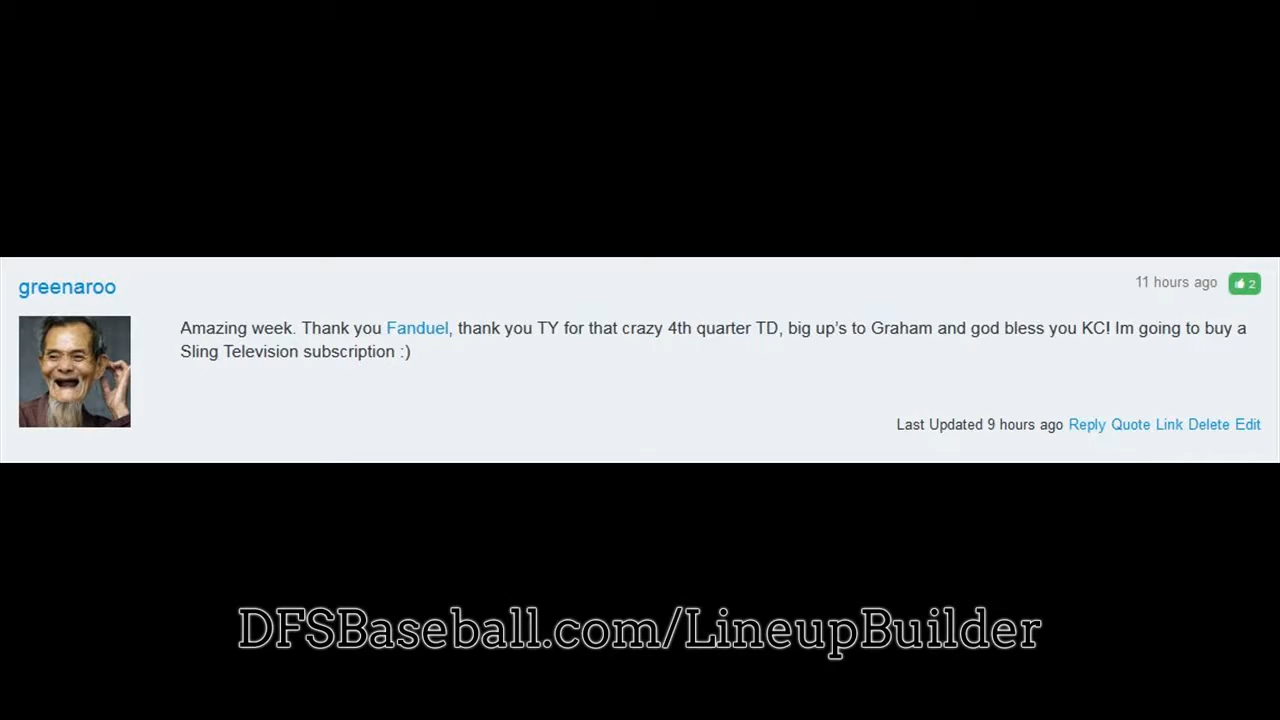 greenaroo
11 hours ago
2
Amazing week. Thank you Fanduel, thank you TY for that crazy 4th quarter TD, big up's to Graham and god bless you KC! Im going to buy a
Sling Television subscription :)
Last Updated 9 hours ago Reply Quote Link Delete Edit
DFSBaseball.com/LineupBuilder